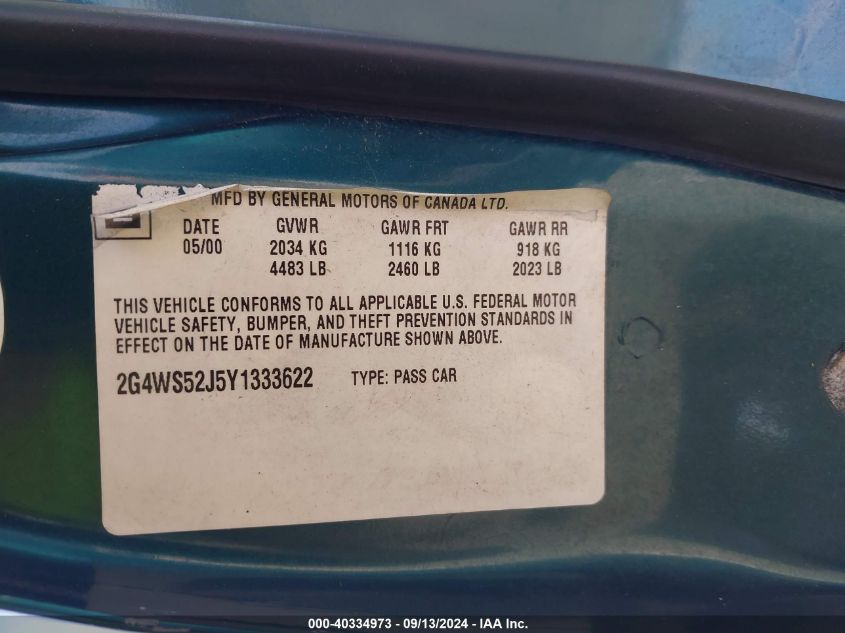 MFD BY GENERAL MOTORS OF CANADA LTD.
DATE GVWR GAWR FRT GAWR RR
05/00 2034 KG 1116 KG 918 KG
4483 LB 2460 LB 2023 LB
THIS VEHICLE CONFORMS TO ALL APPLICABLE U.S. FEDERAL MOTOR
VEHICLE SAFETY, BUMPER, AND THEFT PREVENTION STANDARDS IN
EFFECT ON THE DATE OF MANUFACTURE SHOWN ABOVE.
2G4WS52J5Y1333622 TYPE: PASS CAR
000-40334973 - 09/13/2024 - IAA Inc.